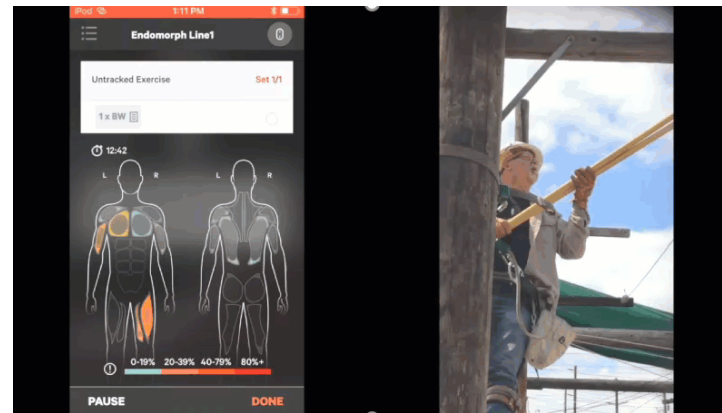 iPod
1:11 PM
Endomorph Line1
Untracked Exercise
Set 1/1
1 x BW
12:42
L R L R
0-19% 20-39% 40-79% 80%+
PAUSE
DONE